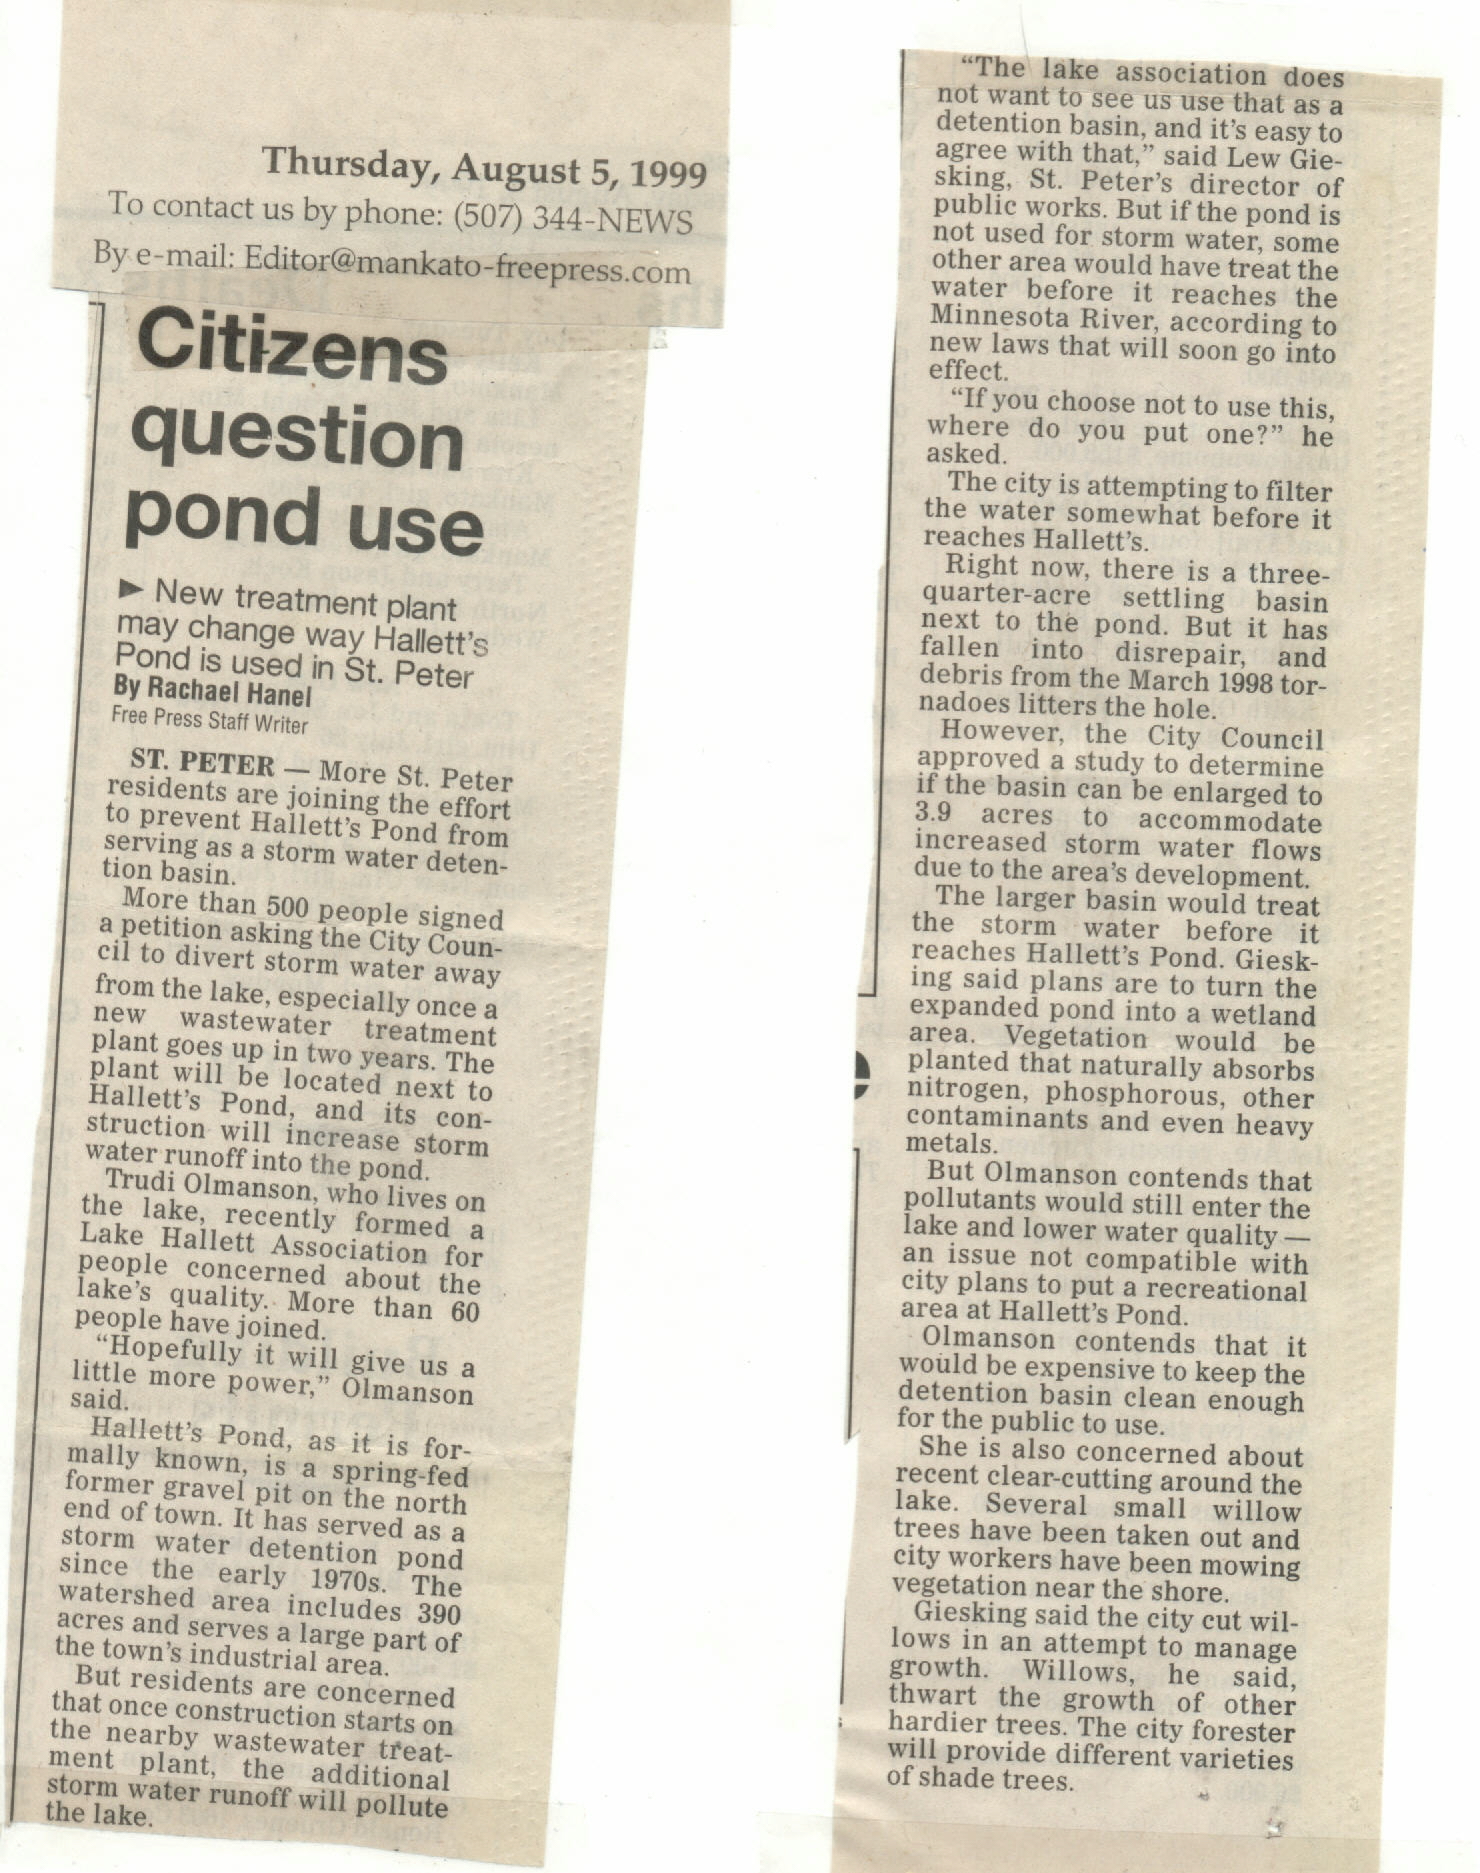 Thursday, August 5, 1999
To contact us by phone: (507) 344-NEWS
By e-mail: Editor@mankato-freepress.com
Citizens
question
pond use
► New treatment plant
may change way Hallett's
Pond is used in St. Peter
By Rachael Hanel
Free Press Staff Writer
ST. PETER — More St. Peter
residents are joining the effort
to prevent Hallett's Pond from
serving as a storm water deten-
tion basin.
More than 500 people signed
a petition asking the City Coun-
cil to divert storm water away
from the lake, especially once a
new wastewater treatment
plant goes up in two years. The
plant will be located next to
Hallett's Pond, and its con-
struction will increase storm
water runoff into the pond.
Trudi Olmanson, who lives on
the lake, recently formed a
Lake Hallett Association for
people concerned about the
lake's quality. More than 60
people have joined.
"Hopefully it will give us a
little more power," Olmanson
said.
Hallett's Pond, as it is for-
mally known, is a spring-fed
former gravel pit on the north
end of town. It has served as a
storm water detention pond
since the early 1970s. The
watershed area includes 390
acres and serves a large part of
the town's industrial area.
But residents are concerned
that once construction starts on
the nearby wastewater treat-
ment plant, the additional
storm water runoff will pollute
the lake.
"The lake association does
not want to see us use that as a
detention basin, and it's easy to
agree with that," said Lew Gie-
sking, St. Peter's director of
public works. But if the pond is
not used for storm water, some
other area would have treat the
water before it reaches the
Minnesota River, according to
new laws that will soon go into
effect.
"If you choose not to use this,
where do you put one?" he
asked.
The city is attempting to filter
the water somewhat before it
reaches Hallett's.
Right now, there is a three-
quarter-acre settling basin
next to the pond. But it has
fallen into disrepair, and
debris from the March 1998 tor-
nadoes litters the hole.
However, the City Council
approved a study to determine
if the basin can be enlarged to
3.9 acres to accommodate
increased storm water flows
due to the area's development.
The larger basin would treat
the storm water before it
reaches Hallett's Pond. Giesk-
ing said plans are to turn the
expanded pond into a wetland
area. Vegetation would be
planted that naturally absorbs
nitrogen, phosphorous, other
contaminants and even heavy
metals.
But Olmanson contends that
pollutants would still enter the
lake and lower water quality —
an issue not compatible with
city plans to put a recreational
area at Hallett's Pond.
Olmanson contends that it
would be expensive to keep the
detention basin clean enough
for the public to use.
She is also concerned about
recent clear-cutting around the
lake. Several small willow
trees have been taken out and
city workers have been mowing
vegetation near the shore.
Giesking said the city cut wil-
lows in an attempt to manage
growth. Willows, he said,
thwart the growth of other
hardier trees. The city forester
will provide different varieties
of shade trees.